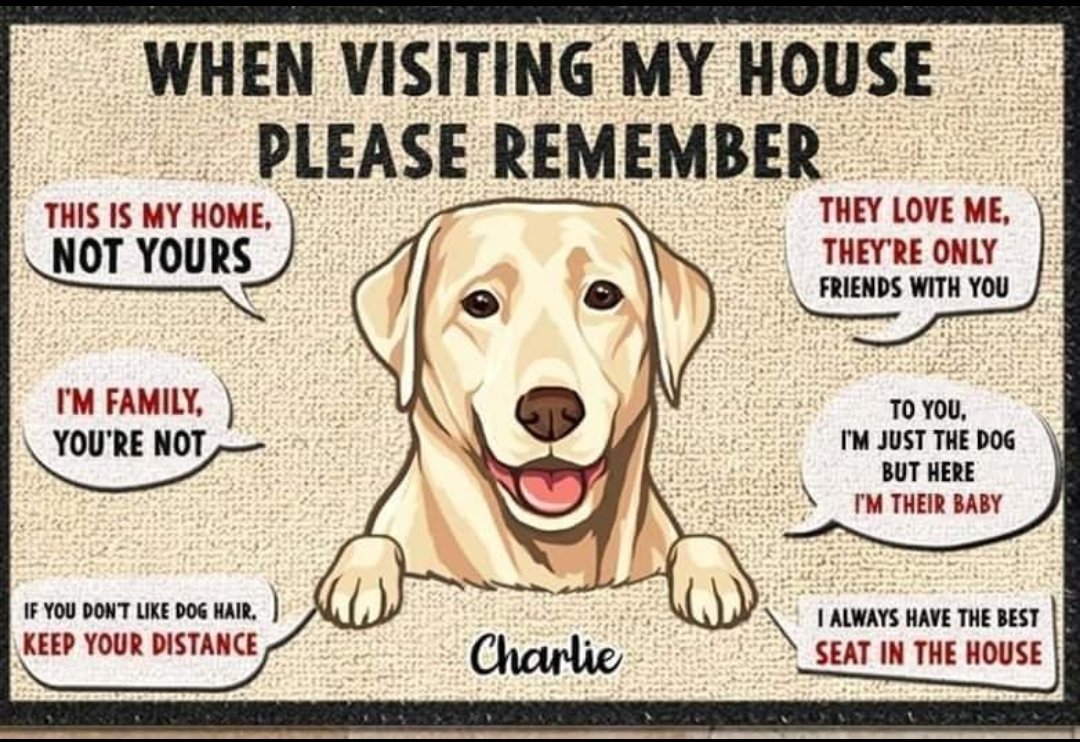 WHEN VISITING MY HOUSE
PLEASE REMEMBER
THIS IS MY HOME,
NOT YOURS
I'M FAMILY,
YOU'RE NOT
IF YOU DON'T LIKE DOG HAIR,
KEEP YOUR DISTANCE
THEY LOVE ME,
THEY'RE ONLY
FRIENDS WITH YOU
TO YOU,
I'M JUST THE DOG
BUT HERE
I'M THEIR BABY
I ALWAYS HAVE THE BEST
SEAT IN THE HOUSE
Charlie